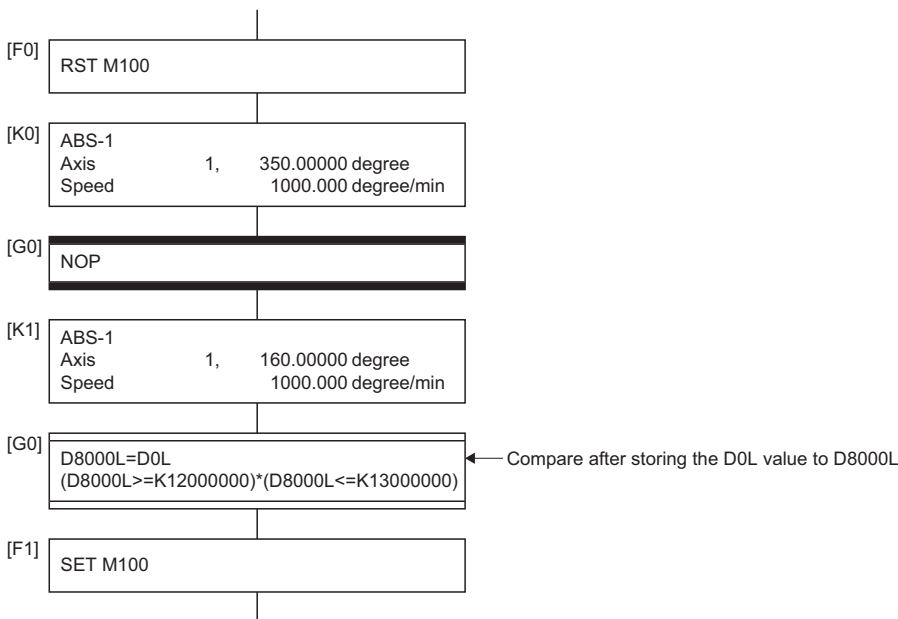 [F0]
RST M100
[K0]
ABS-1
Axis 1, 350.00000 degree
Speed 1000.000 degree/min
[G0]
NOP
[K1]
ABS-1
Axis 1, 160.00000 degree
Speed 1000.000 degree/min
[G0]
D8000L=D0L
(D8000L>=K12000000)*(D8000L<=K13000000)
Compare after storing the D0L value to D8000L
[F1]
SET M100